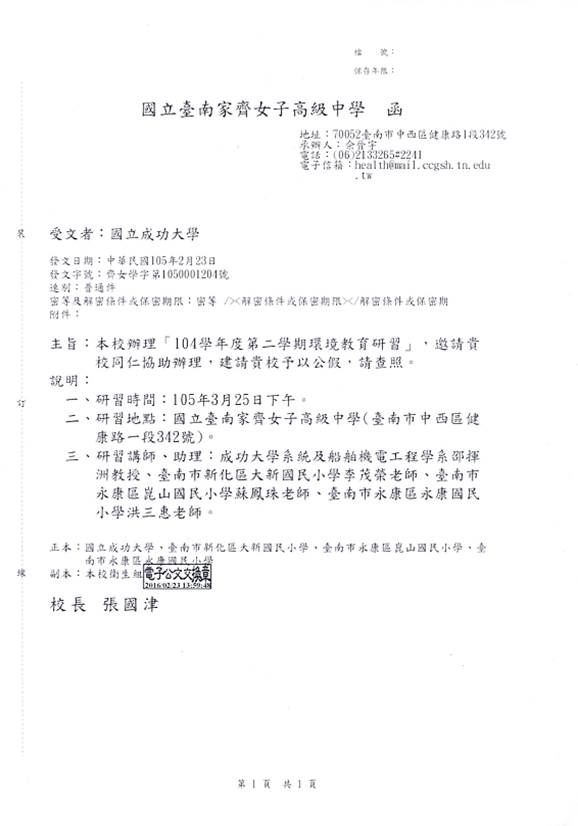 檔　　號：
保存年限：
國立臺南家齊女子高級中學　函
地址：70052臺南市中西區健康路1段342號
承辦人：余晉宇
電話：(06)2133265#2241
電子信箱：health@mail.ccgsh.tn.edu
.tw
受文者：國立成功大學
發文日期：中華民國105年2月23日
發文字號：齊女學字第1050001204號
速別：普通件
密等及解密條件或保密期限：密等 /><解密條件或保密期限></解密條件或保密期
附件：
主旨：本校辦理「104學年度第二學期環境教育研習」，邀請貴
校同仁協助辦理，建請貴校予以公假，請查照。
說明：
一、研習時間：105年3月25日下午。
二、研習地點：國立臺南家齊女子高級中學(臺南市中西區健
康路一段342號)。
三、研習講師、助理：成功大學系統及船舶機電工程學系邵揮
洲教授、臺南市新化區大新國民小學李茂榮老師、臺南市
永康區崑山國民小學蘇鳳珠老師、臺南市永康區永康國民
小學洪三惠老師。
正本：國立成功大學、臺南市新化區大新國民小學、臺南市永康區崑山國民小學、臺
南市永康區永康國民小學
副本：本校衛生組
電子公文交換章
2016/02/23 13:59:48
校長　張國津
裝
訂
線
第 1 頁　共 1 頁